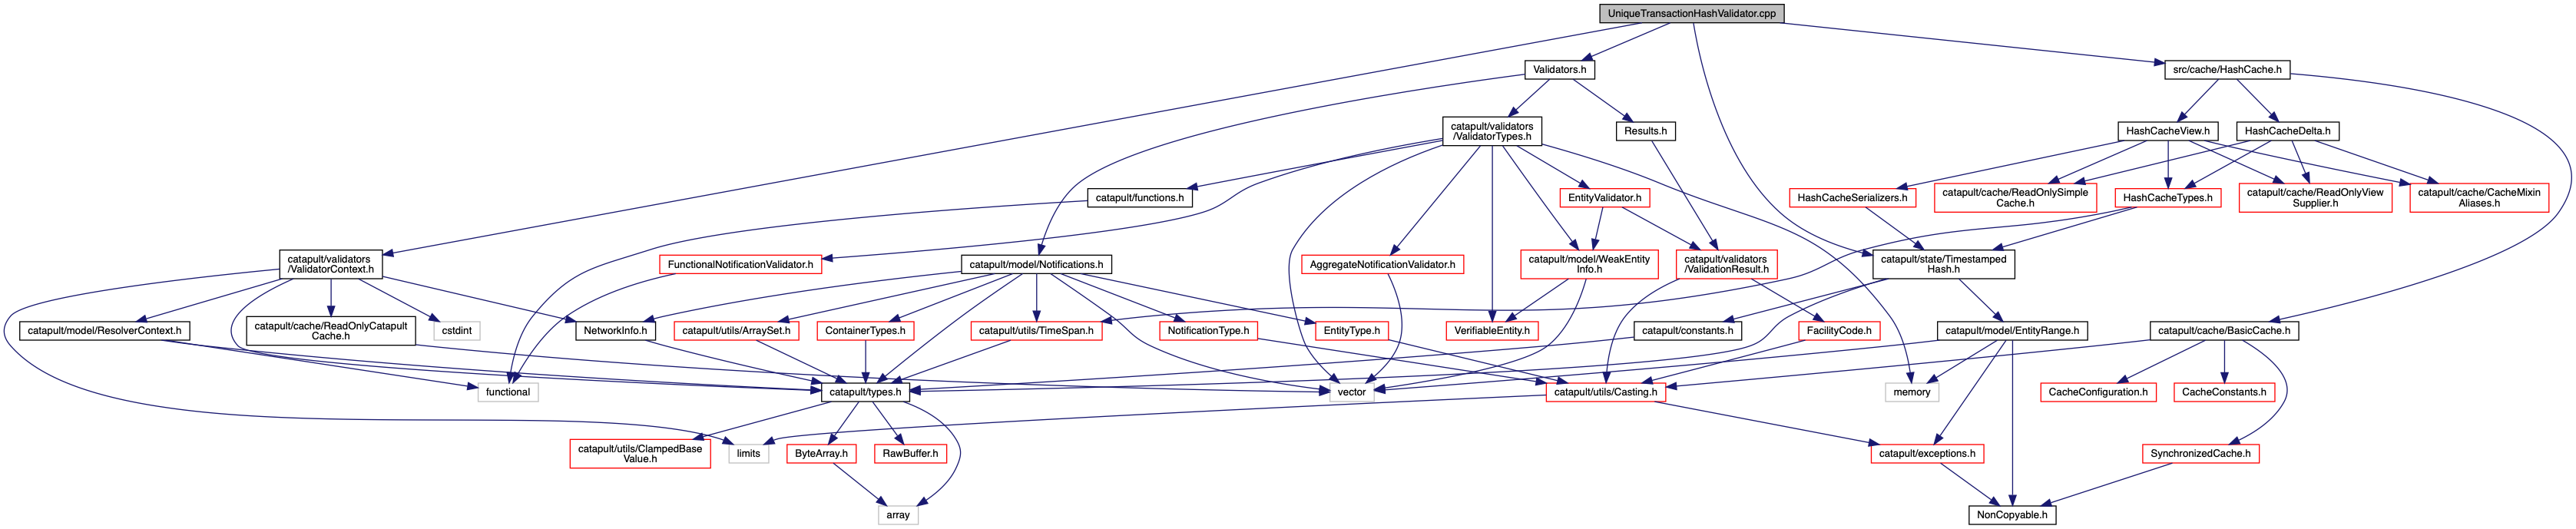 UniqueTransactionHashValidator.cpp
Validators.h
src/cache/HashCache.h
catapult/validators
/ValidatorTypes.h
Results.h
HashCacheView.h
HashCacheDelta.h
catapult/functions.h
EntityValidator.h
HashCacheSerializers.h
catapult/cache/ReadOnlySimple
Cache.h
HashCacheTypes.h
catapult/cache/ReadOnlyView
Supplier.h
catapult/cache/CacheMixin
Aliases.h
catapult/validators
/ValidatorContext.h
FunctionalNotificationValidator.h
catapult/model/Notifications.h
AggregateNotificationValidator.h
catapult/model/WeakEntity
Info.h
catapult/validators
/ValidationResult.h
catapult/state/Timestamped
Hash.h
catapult/model/ResolverContext.h
catapult/cache/ReadOnlyCatapult
Cache.h
cstdint
NetworkInfo.h
catapult/utils/ArraySet.h
ContainerTypes.h
catapult/utils/TimeSpan.h
NotificationType.h
EntityType.h
VerifiableEntity.h
catapult/constants.h
FacilityCode.h
catapult/model/EntityRange.h
catapult/cache/BasicCache.h
functional
catapult/types.h
vector
catapult/utils/Casting.h
memory
CacheConfiguration.h
CacheConstants.h
catapult/utils/ClampedBase
Value.h
limits
ByteArray.h
RawBuffer.h
catapult/exceptions.h
SynchronizedCache.h
array
NonCopyable.h